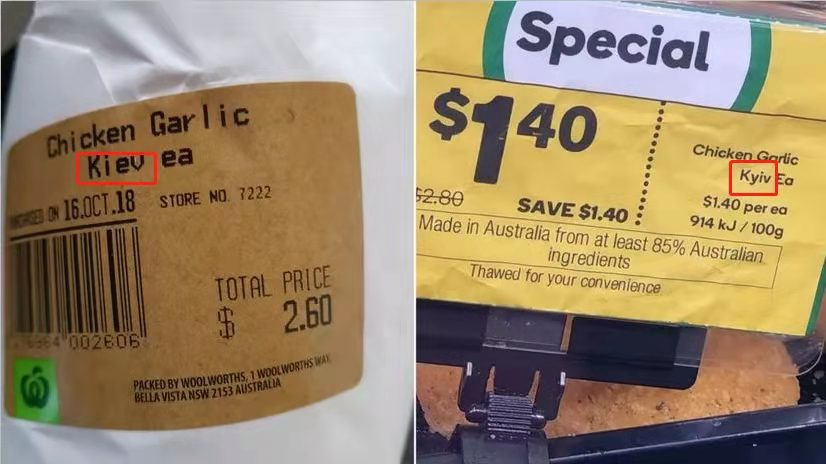 Chicken Garlic
Kiev ea
ON 16.OCT.18 STORE NO. 7222
TOTAL PRICE
$ 2.60
002606
PACKED BY WOOLWORTHS, 1 WOOLWORTHS WAY,
BELLA VISTA NSW 2153 AUSTRALIA
Special
$1.40
$2.80
SAVE $1.40
Chicken Garlic
Kyiv Ea
$1.40 per ea
914 kJ / 100g
Made in Australia from at least 85% Australian
ingredients
Thawed for your convenience